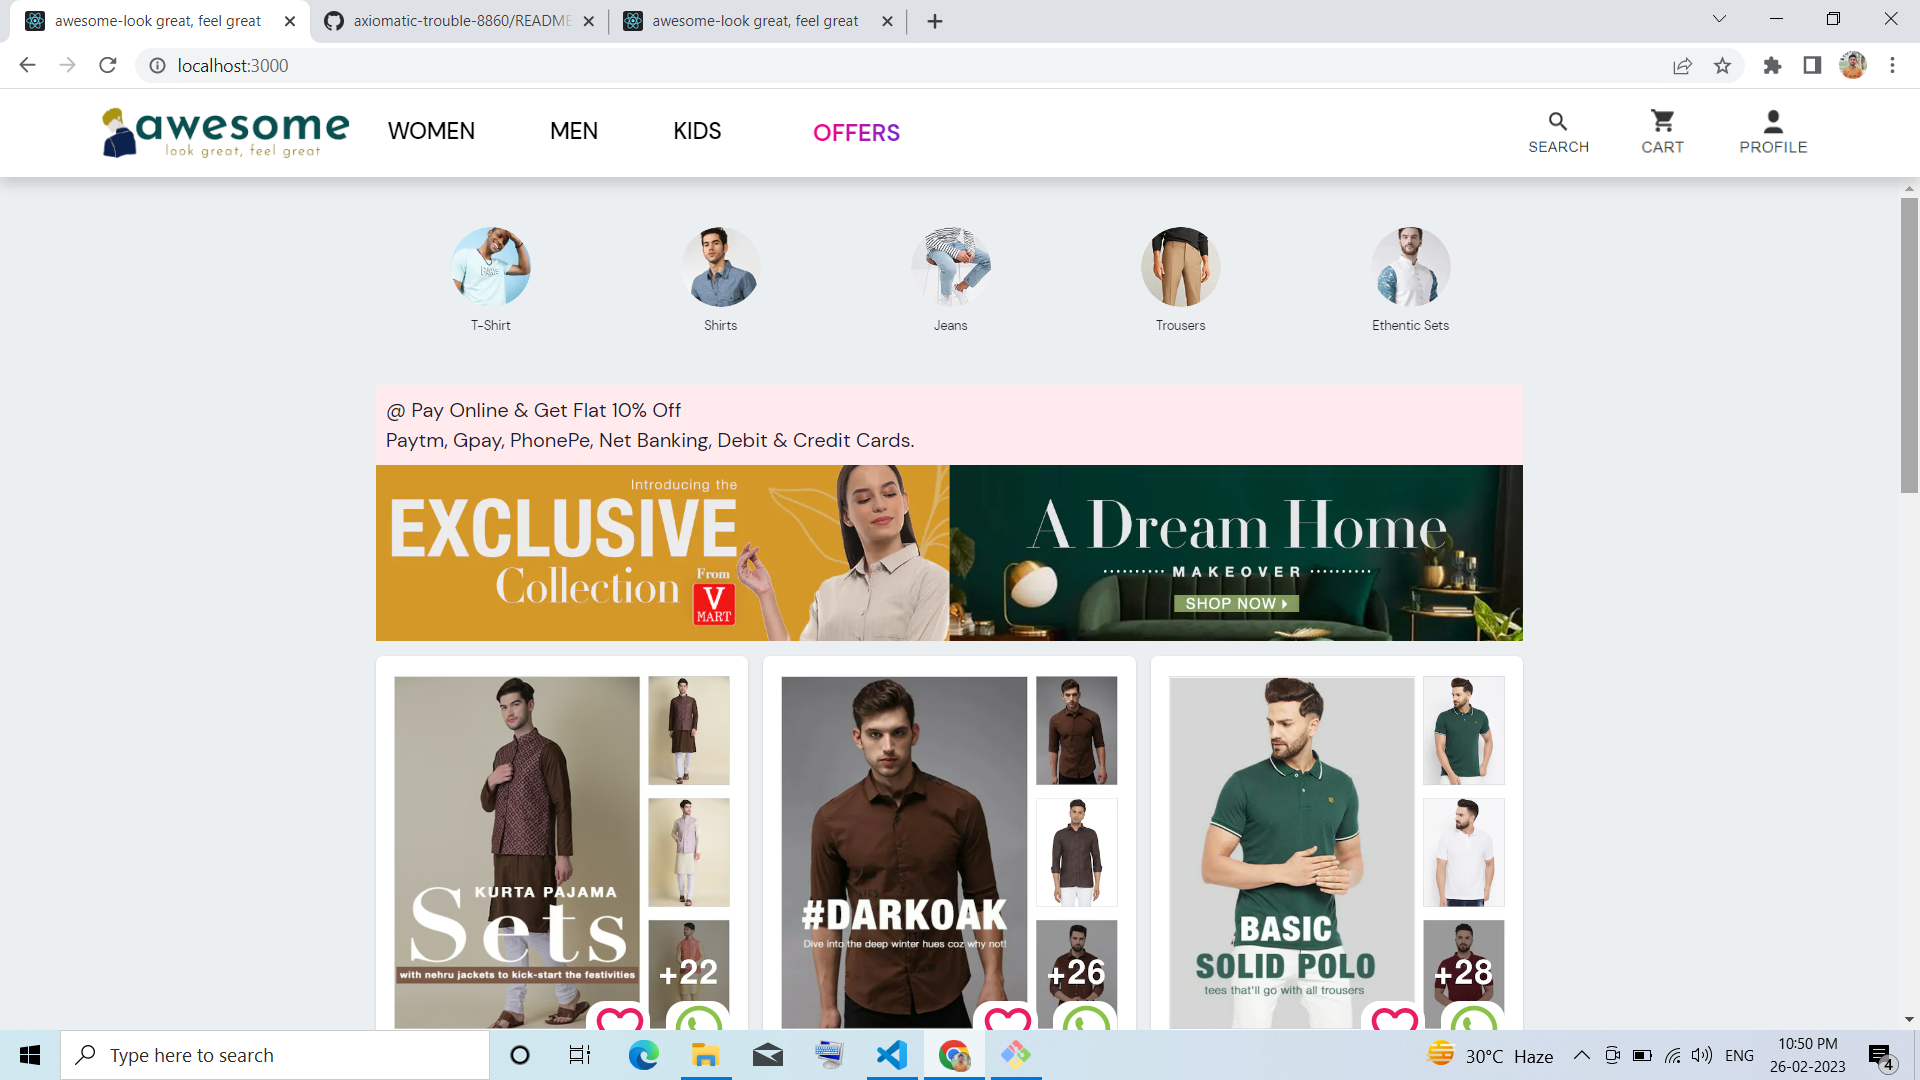 awesome-look great, feel great
axiomatic-trouble-8860/README
awesome-look great, feel great
localhost:3000
awesome
look great, feel great
WOMEN
MEN
KIDS
OFFERS
SEARCH
CART
PROFILE
T-Shirt
Shirts
Jeans
Trousers
Ethentic Sets
@ Pay Online & Get Flat 10% Off
Paytm, Gpay, PhonePe, Net Banking, Debit & Credit Cards.
Introducing the
EXCLUSIVE
Collection
From
V
MART
A Dream Home
MAKEOVER
SHOP NOW
KURTA PAJAMA
Sets
with nehru jackets to kick-start the festivities
+22
#DARKOAK
Dive into the deep winter hues coz why not!
+26
BASIC
SOLID POLO
tees that'll go with all trousers
+28
Type here to search
30°C Haze
ENG
10:50 PM
26-02-2023
4